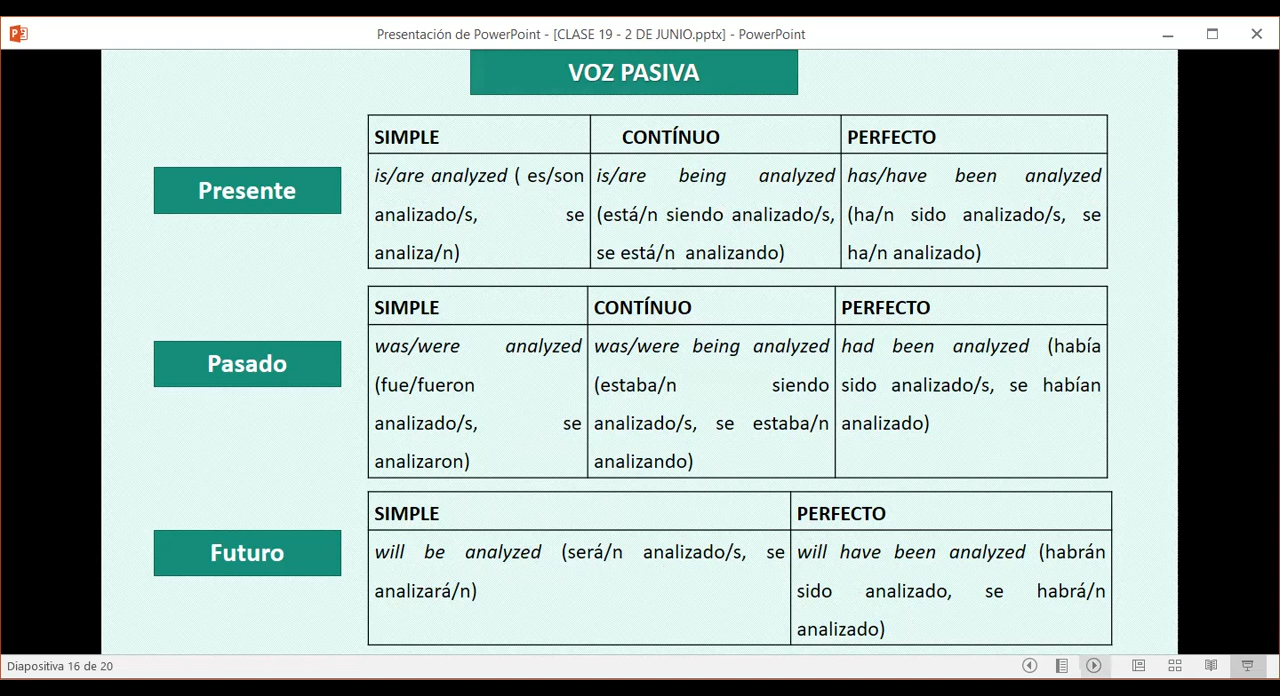 Presentación de PowerPoint - [CLASE 19 - 2 DE JUNIO.pptx] - PowerPoint
VOZ PASIVA
Presente
SIMPLE CONTÍNUO PERFECTO
is/are analyzed ( es/son
analizado/s, se
analiza/n)
is/are being analyzed
(está/n siendo analizado/s,
se está/n analizando)
has/have been analyzed
(ha/n sido analizado/s, se
ha/n analizado)
Pasado
SIMPLE CONTÍNUO PERFECTO
was/were analyzed
(fue/fueron
analizado/s, se
analizaron)
was/were being analyzed
(estaba/n siendo
analizado/s, se estaba/n
analizando)
had been analyzed (había
sido analizado/s, se habían
analizado)
Futuro
SIMPLE PERFECTO
will be analyzed (será/n analizado/s, se
analizará/n)
will have been analyzed (habrán
sido analizado, se habrá/n
analizado)
Diapositiva 16 de 20